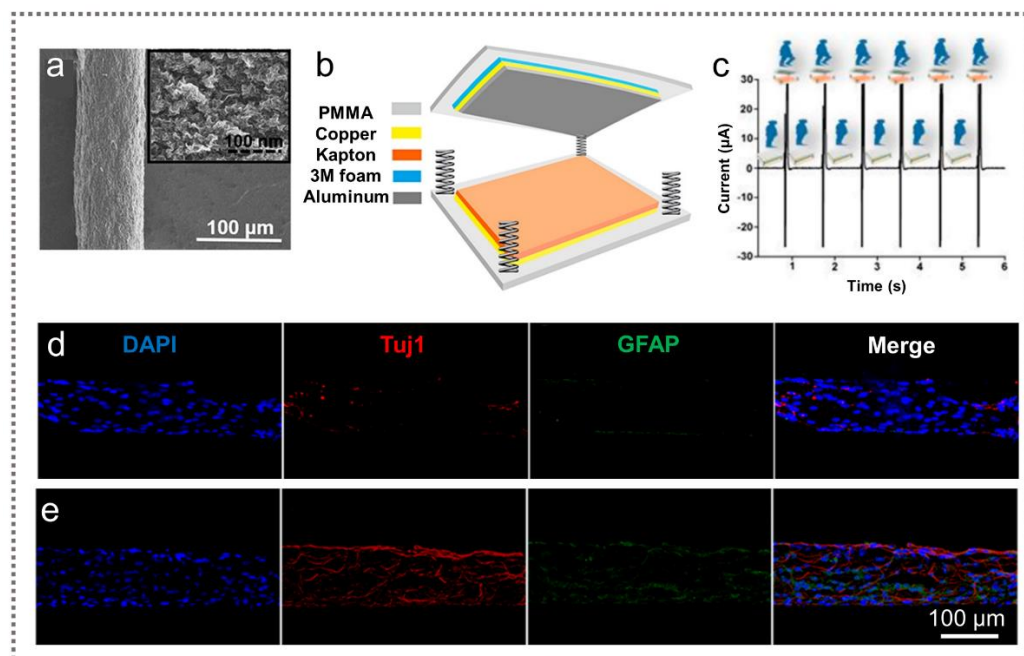 a
100 nm
100 µm
b
PMMA
Copper
Kapton
3M foam
Aluminum
c
Current (µA)
30
20
10
0
-10
-20
-30
1 2 3 4 5 6
Time (s)
d
DAPI Tuj1 GFAP Merge
e
100 µm